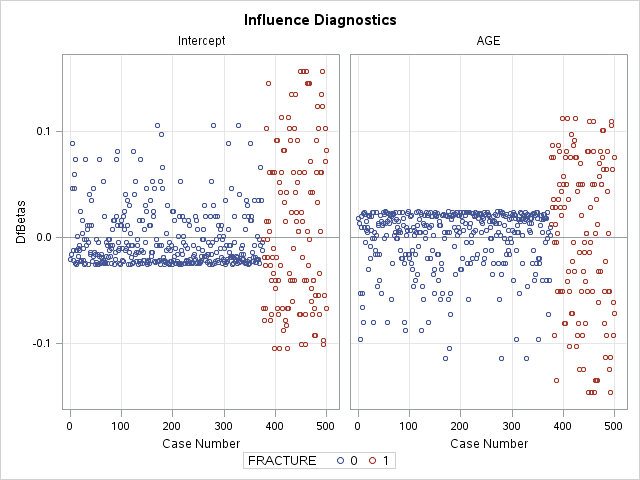 Influence Diagnostics
Intercept
AGE
DfBetas
0.1
0.0
-0.1
0 100 200 300 400 500
0 100 200 300 400 500
Case Number
Case Number
FRACTURE 0 1